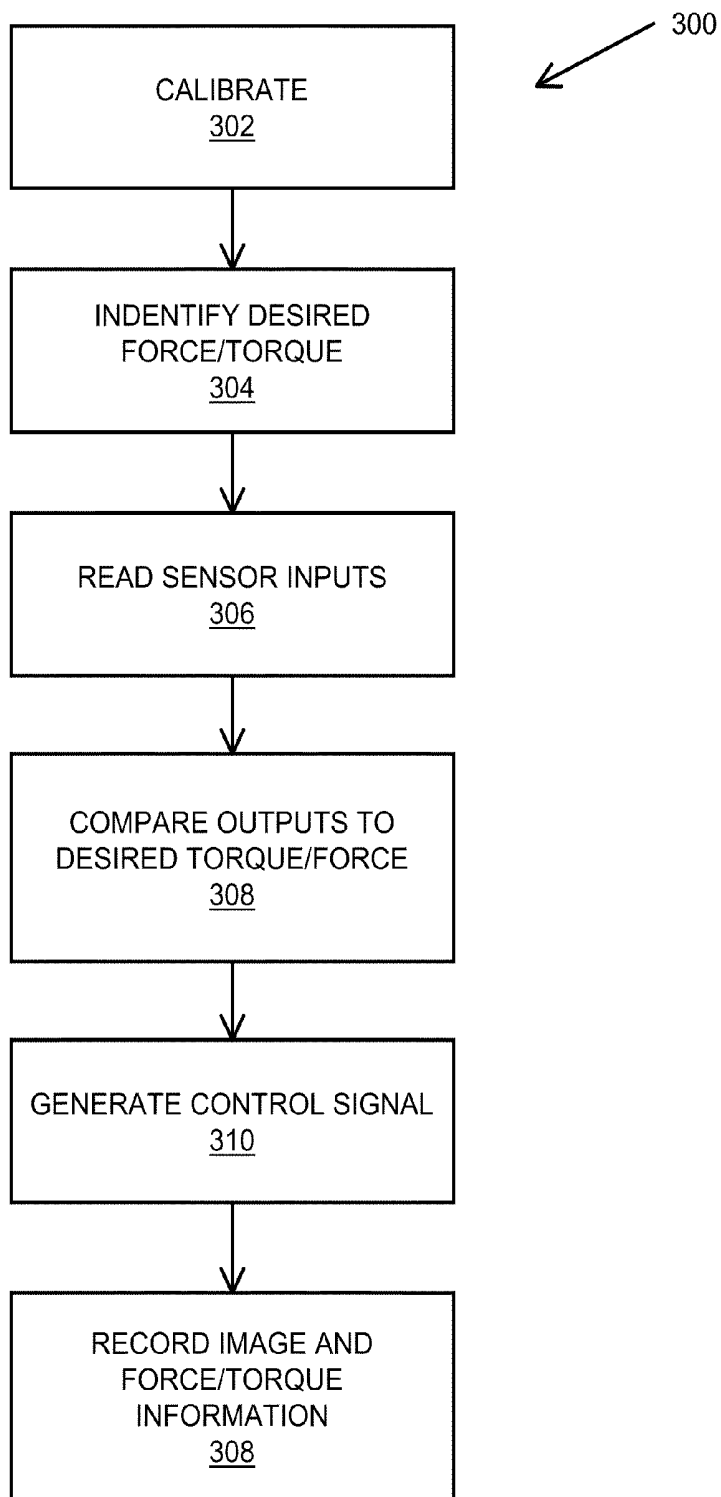 300
CALIBRATE
302
INDENTIFY DESIRED
FORCE/TORQUE
304
READ SENSOR INPUTS
306
COMPARE OUTPUTS TO
DESIRED TORQUE/FORCE
308
GENERATE CONTROL SIGNAL
310
RECORD IMAGE AND
FORCE/TORQUE
INFORMATION
308